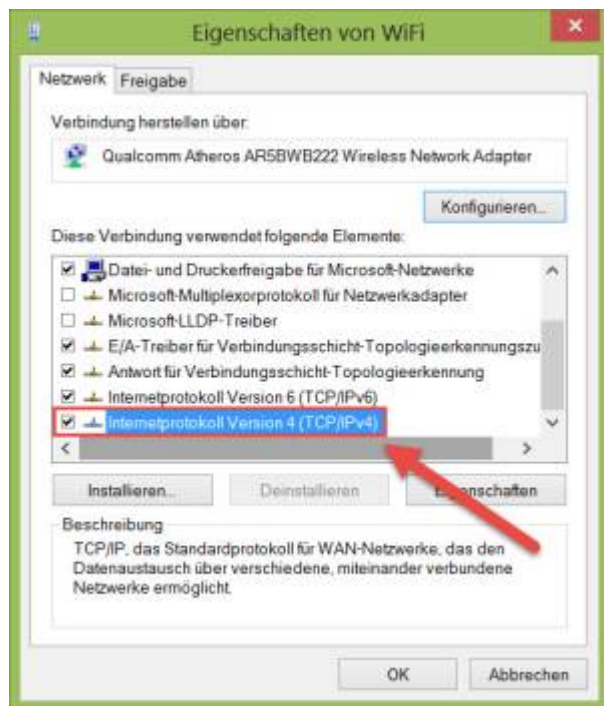 Eigenschaften von WiFi
Netzwerk Freigabe
Verbindung herstellen über:
Qualcomm Atheros AR5BWB222 Wireless Network Adapter
Konfigurieren...
Diese Verbindung verwendet folgende Elemente:
Datei- und Druckerfreigabe für Microsoft-Netzwerke
Microsoft-Multiplexorprotokoll für Netzwerkadapter
Microsoft-LLDP-Treiber
E/A-Treiber für Verbindungsschicht-Topologieerkennungszu
Antwort für Verbindungsschicht-Topologieerkennung
Internetprotokoll Version 6 (TCP/IPv6)
Internetprotokoll Version 4 (TCP/IPv4)
Installieren... Deinstallieren Eigenschaften
Beschreibung
TCP/IP, das Standardprotokoll für WAN-Netzwerke, das den
Datenaustausch über verschiedene, miteinander verbundene
Netzwerke ermöglicht.
OK Abbrechen